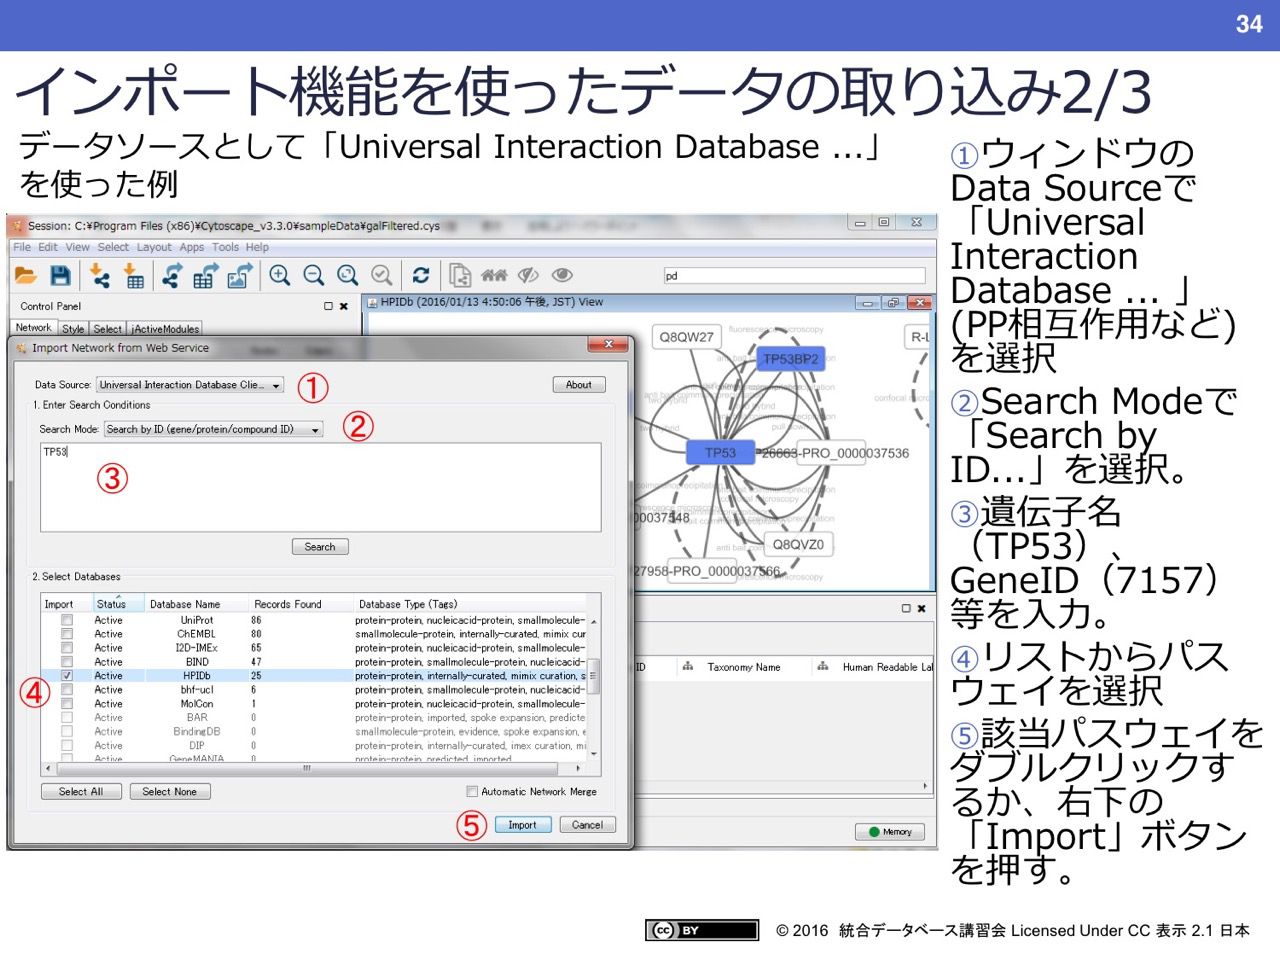 34
インポート機能を使ったデータの取り込み2/3
データソースとして「Universal Interaction Database ...」
を使った例
Session: C:¥Program Files (x86)¥Cytoscape_v3.3.0¥sampleData¥galFiltered.cys
File Edit View Select Layout Apps Tools Help
pd
Control Panel
Network Style Select jActiveModules
HPIDb (2016/01/13 4:50:06 午後, JST) View
Import Network from Web Service
Data Source: Universal Interaction Database Clie... ① About
1. Enter Search Conditions
Search Mode: Search by ID (gene/protein/compound ID) ②
TP53
③
Search
2. Select Databases
Import Status Database Name Records Found Database Type (Tags)
Active UniProt 86 protein-protein, nucleicacid-protein, smallmolecule-
Active ChEMBL 80 smallmolecule-protein, internally-curated, mimix cur
Active I2D-IMEx 65 protein-protein, smallmolecule-protein, nucleicacid-
Active BIND 47 protein-protein, smallmolecule-protein, nucleicacid-
④ Active HPIDb 25 protein-protein, internally-curated, mimix curation, s
Active bhf-ucl 6 protein-protein, smallmolecule-protein, nucleicacid-
Active MolCon 1 protein-protein, nucleicacid-protein, smallmolecule-
Active BAR 0 protein-protein, imported, spoke expansion, predicte
Active BindingDB 0 smallmolecule-protein, evidence, spoke expansion, e
Active DIP 0 protein-protein, internally-curated, imex curation, mi
Active GeneMANIA 0 protein-protein, predicted, imported
Select All Select None Automatic Network Merge
⑤ Import Cancel
Q8QW27
fluorescence microscopy
R-L
TP53BP2
TP53
P26663-PRO_0000037536
confocal
0000037548
Q8QVZ0
27958-PRO_0000037566
ID Taxonomy Name Human Readable Lal
Memory
①ウィンドウの
Data Sourceで
「Universal
Interaction
Database ... 」
(PP相互作用など)
を選択
②Search Modeで
「Search by
ID...」を選択。
③遺伝子名
（TP53）、
GeneID（7157）
等を入力。
④リストからパス
ウェイを選択
⑤該当パスウェイを
ダブルクリックす
るか、右下の
「Import」ボタン
を押す。
cc BY
© 2016 統合データベース講習会 Licensed Under CC 表示 2.1 日本